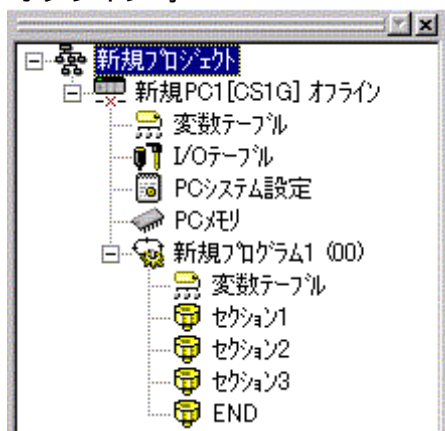 新規ﾌﾟﾛｼﾞｪｸﾄ
新規PC1[CS1G] ｵﾌﾗｲﾝ
変数ﾃｰﾌﾞﾙ
I/Oﾃｰﾌﾞﾙ
PCｼｽﾃﾑ設定
PCﾒﾓﾘ
新規ﾌﾟﾛｸﾞﾗﾑ1 (00)
変数ﾃｰﾌﾞﾙ
ｾｸｼｮﾝ1
ｾｸｼｮﾝ2
ｾｸｼｮﾝ3
END